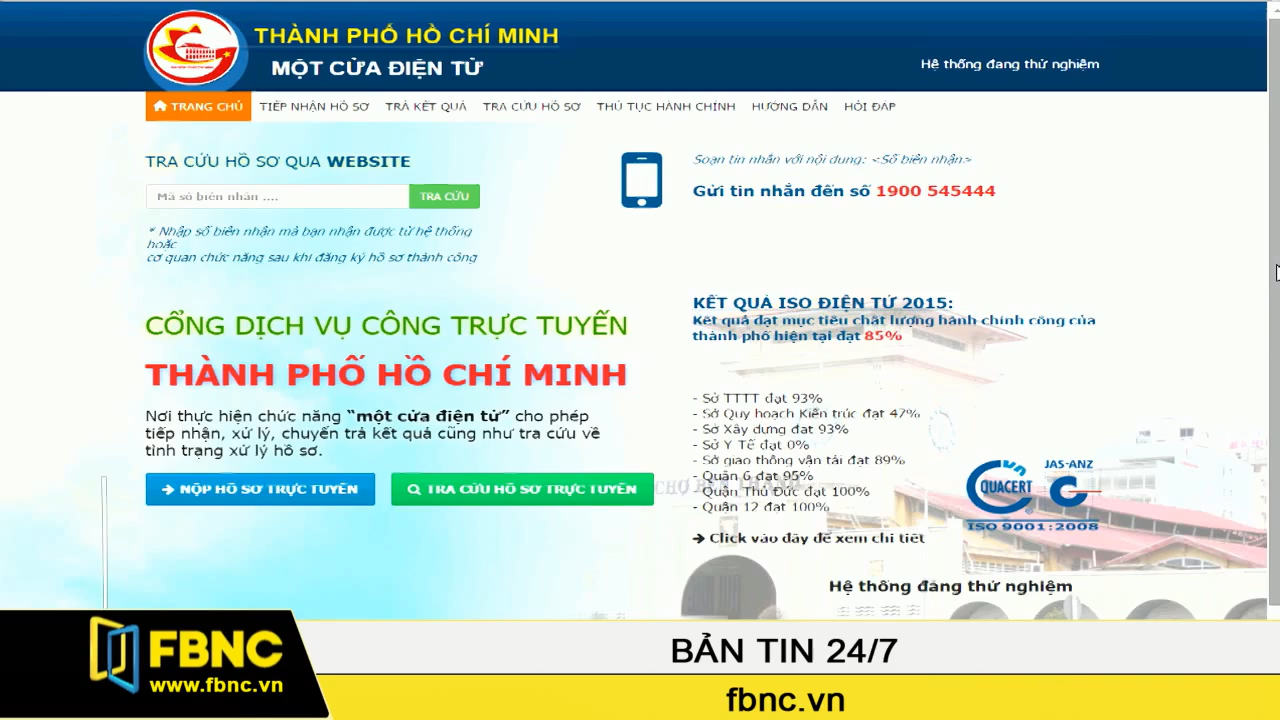 THÀNH PHỐ HỒ CHÍ MINH
MỘT CỬA ĐIỆN TỬ
Hệ thống đang thử nghiệm
TRANG CHỦ TIẾP NHẬN HỒ SƠ TRẢ KẾT QUẢ TRA CỨU HỒ SƠ THỦ TỤC HÀNH CHÍNH HƯỚNG DẪN HỎI ĐÁP
TRA CỨU HỒ SƠ QUA WEBSITE
Mã số biên nhận ....
TRA CỨU
* Nhập số biên nhận mà bạn nhận được từ hệ thống
hoặc
cơ quan chức năng sau khi đăng ký hồ sơ thành công
Soạn tin nhắn với nội dung: <Số biên nhận>
Gửi tin nhắn đến số 1900 545444
CỔNG DỊCH VỤ CÔNG TRỰC TUYẾN
THÀNH PHỐ HỒ CHÍ MINH
Nơi thực hiện chức năng “một cửa điện tử” cho phép
tiếp nhận, xử lý, chuyển trả kết quả cũng như tra cứu về
tình trạng xử lý hồ sơ.
NỘP HỒ SƠ TRỰC TUYẾN
TRA CỨU HỒ SƠ TRỰC TUYẾN
KẾT QUẢ ISO ĐIỆN TỬ 2015:
Kết quả đạt mục tiêu chất lượng hành chính công của
thành phố hiện tại đạt 85%
- Sở TTTT đạt 93%
- Sở Quy hoạch Kiến trúc đạt 47%
- Sở Xây dựng đạt 93%
- Sở Y Tế đạt 0%
- Sở giao thông vận tải đạt 89%
- Quận 6 đạt 95%
- Quận Thủ Đức đạt 100%
- Quận 12 đạt 100%
CHỢ BẾN THÀNH
Click vào đây để xem chi tiết
QUACERT
JAS-ANZ
ISO 9001:2008
Hệ thống đang thử nghiệm
FBNC
www.fbnc.vn
BẢN TIN 24/7
fbnc.vn